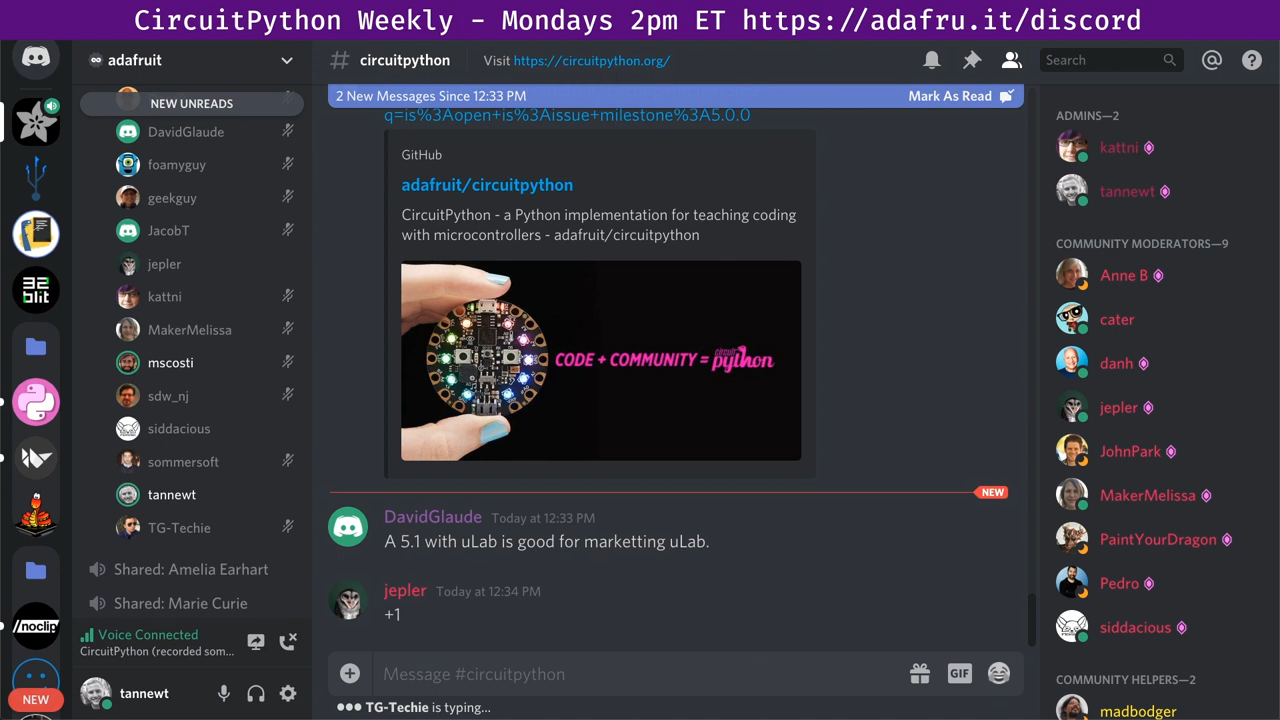 CircuitPython Weekly - Mondays 2pm ET https://adafru.it/discord
adafruit
NEW UNREADS
DavidGlaude
foamyguy
geekguy
JacobT
jepler
kattni
MakerMelissa
mscosti
sdw_nj
siddacious
sommersoft
tannewt
TG-Techie
Shared: Amelia Earhart
Shared: Marie Curie
Voice Connected
CircuitPython (recorded som...
tannewt
32
blit
/noclip
NEW
# circuitpython
Visit https://circuitpython.org/
Search
2 New Messages Since 12:33 PM
Mark As Read
q=is%3Aopen+is%3Aissue+milestone%3A5.0.0
GitHub
adafruit/circuitpython
CircuitPython - a Python implementation for teaching coding
with microcontrollers - adafruit/circuitpython
CODE + COMMUNITY = circuit python
NEW
DavidGlaude Today at 12:33 PM
A 5.1 with uLab is good for marketting uLab.
jepler Today at 12:34 PM
+1
Message #circuitpython
GIF
TG-Techie is typing...
ADMINS—2
kattni
tannewt
COMMUNITY MODERATORS—9
Anne B
cater
danh
jepler
JohnPark
MakerMelissa
PaintYourDragon
Pedro
siddacious
COMMUNITY HELPERS—2
madbodger